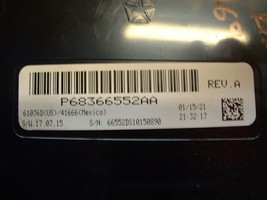 REV.A
P68366552AA
61036D(US)/41666(Mexico)
01/15/21
S/W.17.07.15
S/N: 66552DS10150890
21:32:17